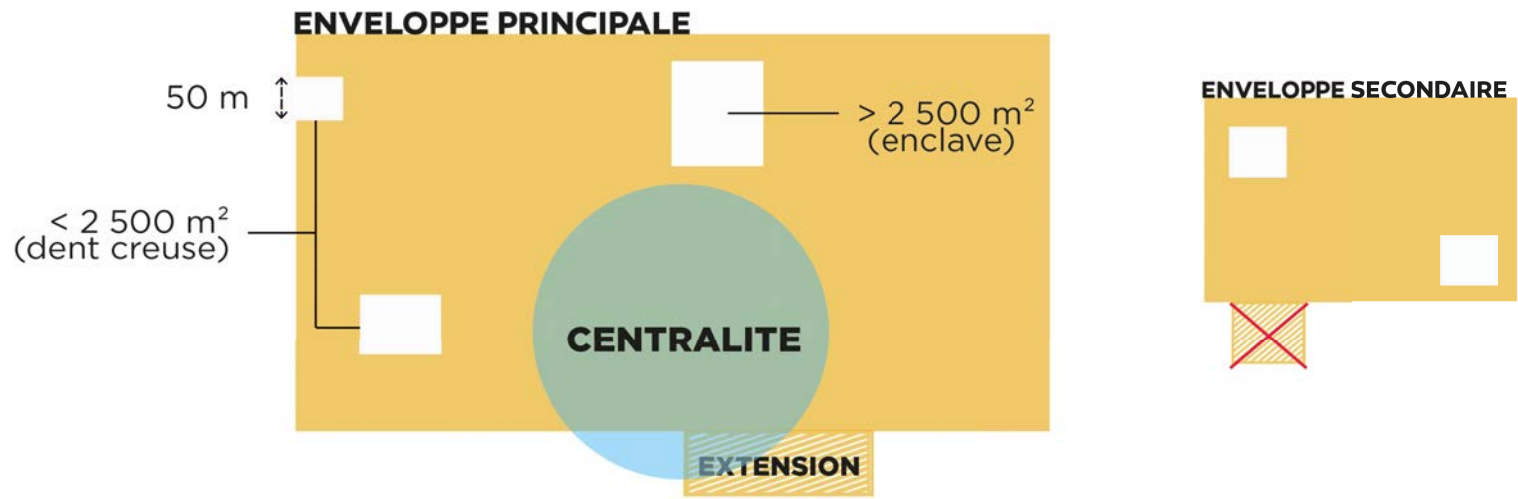 ENVELOPPE PRINCIPALE
50 m
> 2 500 m²
(enclave)
< 2 500 m²
(dent creuse)
CENTRALITE
EXTENSION
ENVELOPPE SECONDAIRE